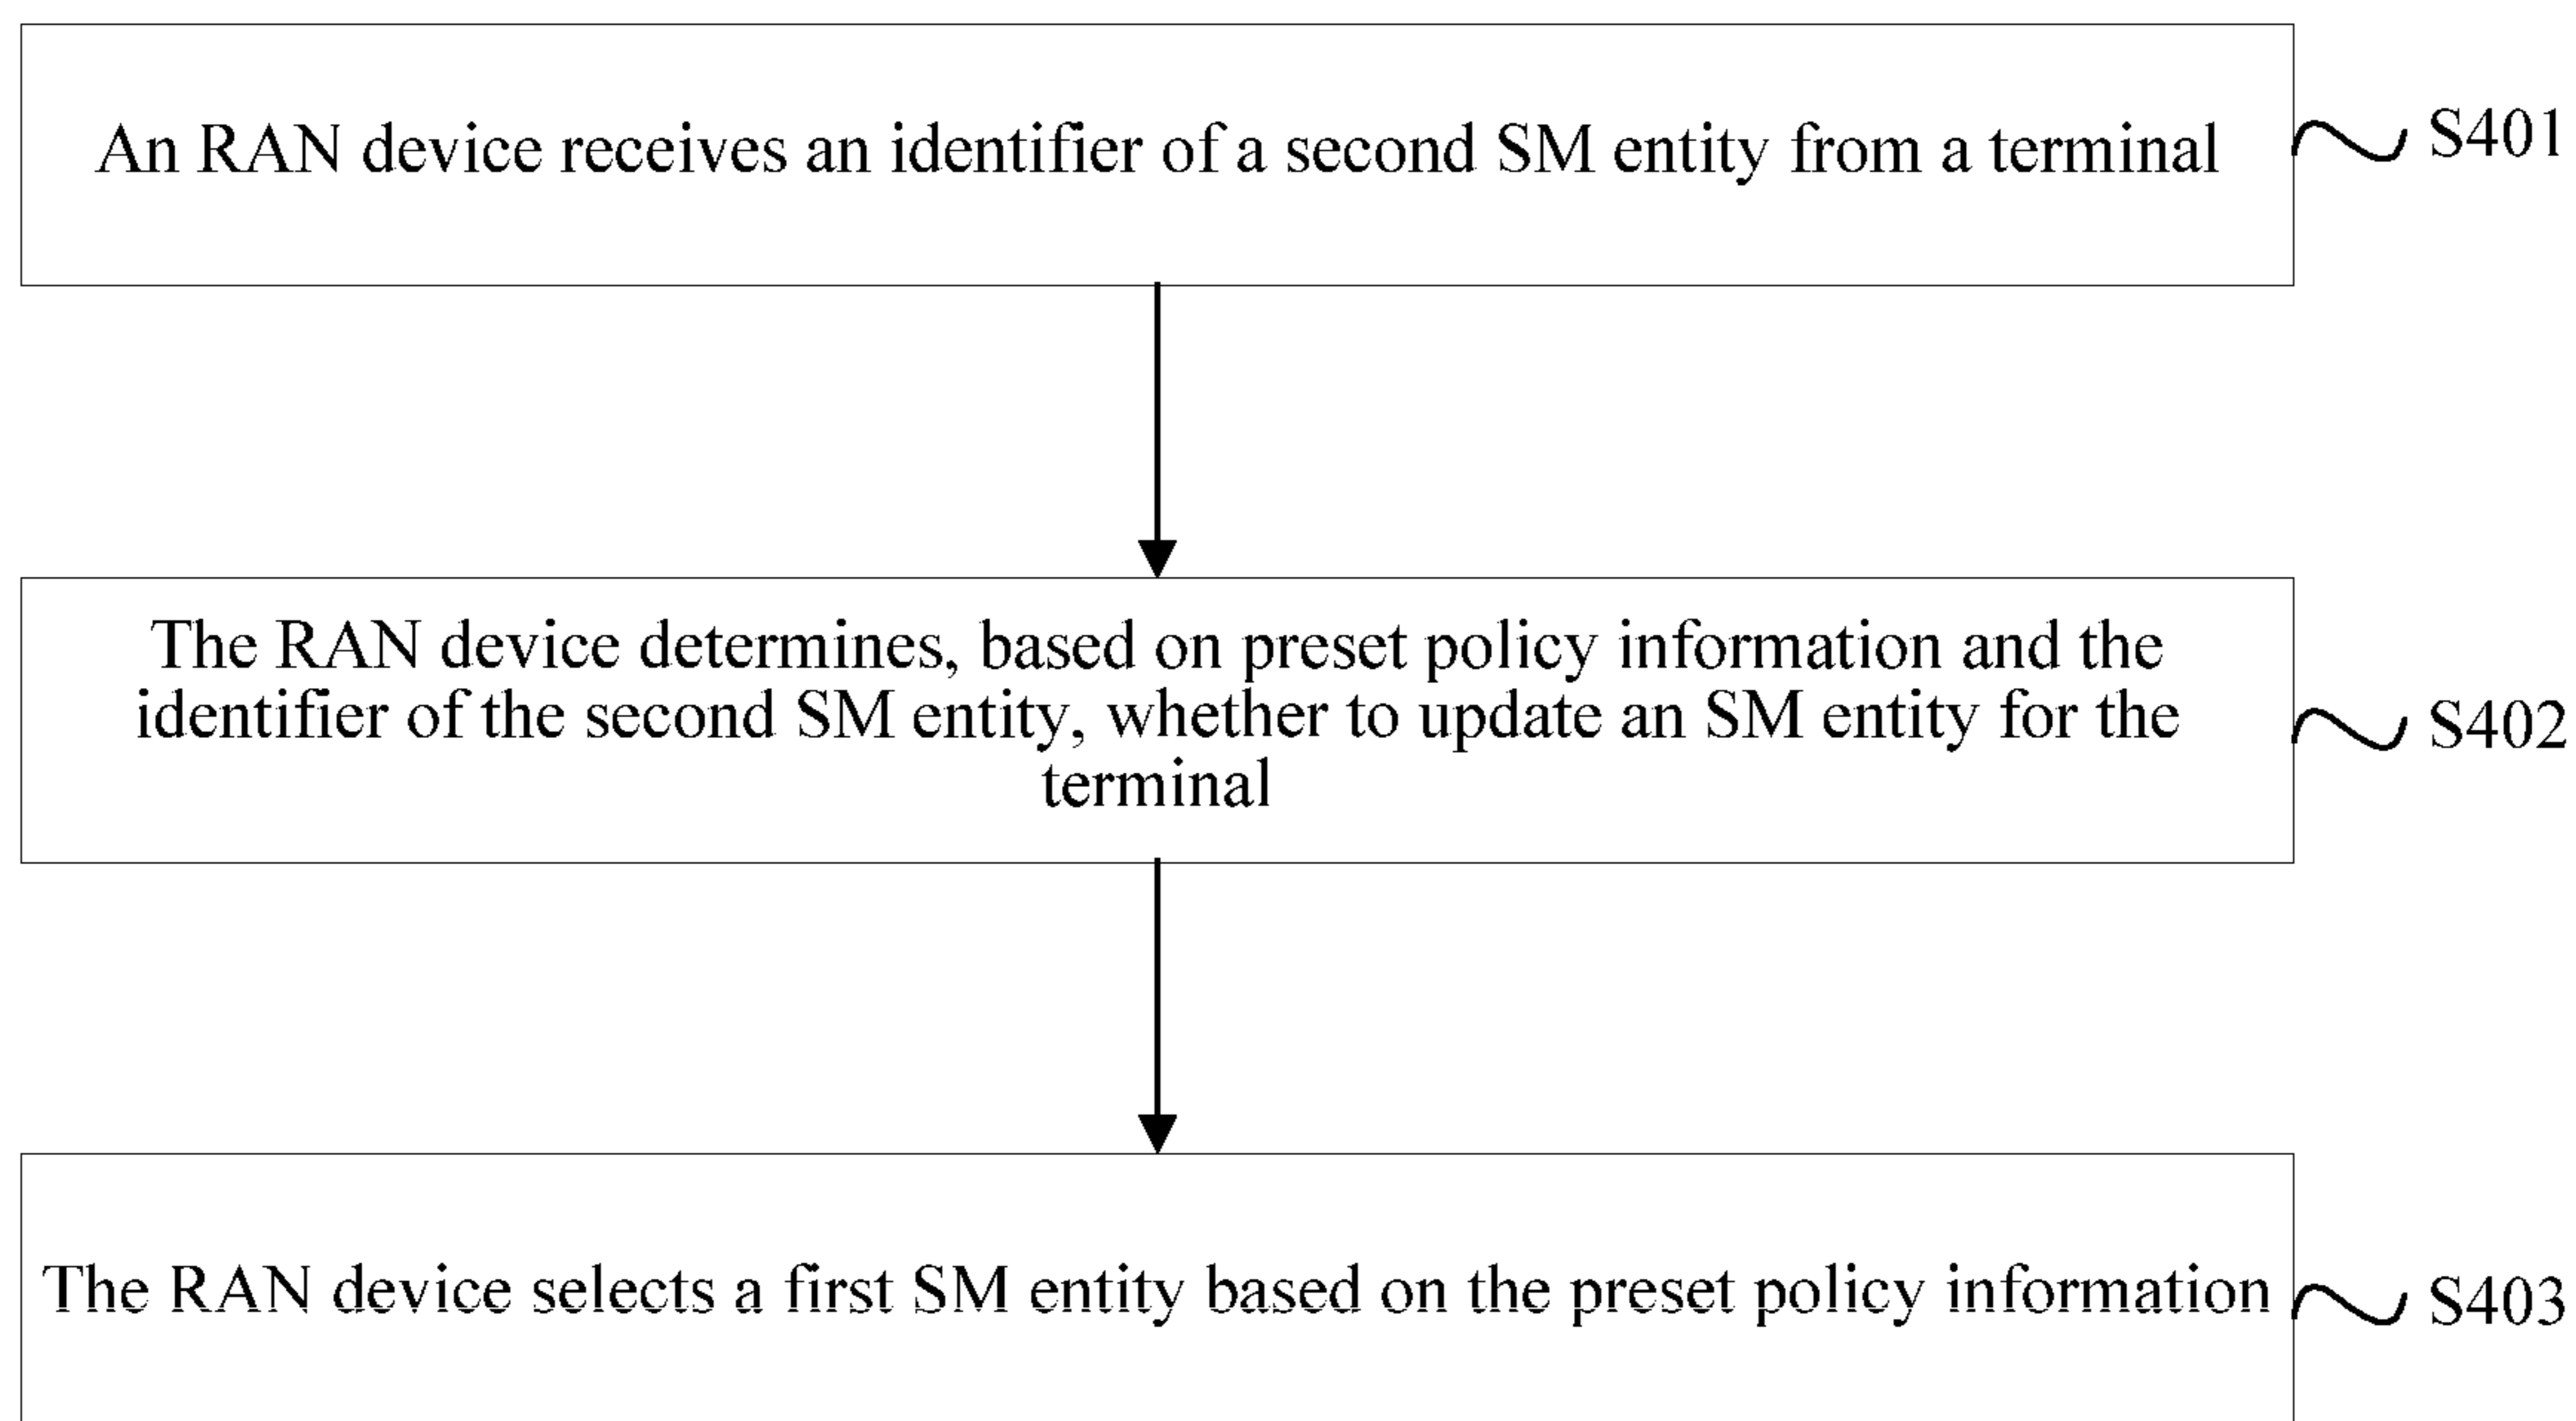 An RAN device receives an identifier of a second SM entity from a terminal
S401
The RAN device determines, based on preset policy information and the
identifier of the second SM entity, whether to update an SM entity for the
terminal
S402
The RAN device selects a first SM entity based on the preset policy information
S403